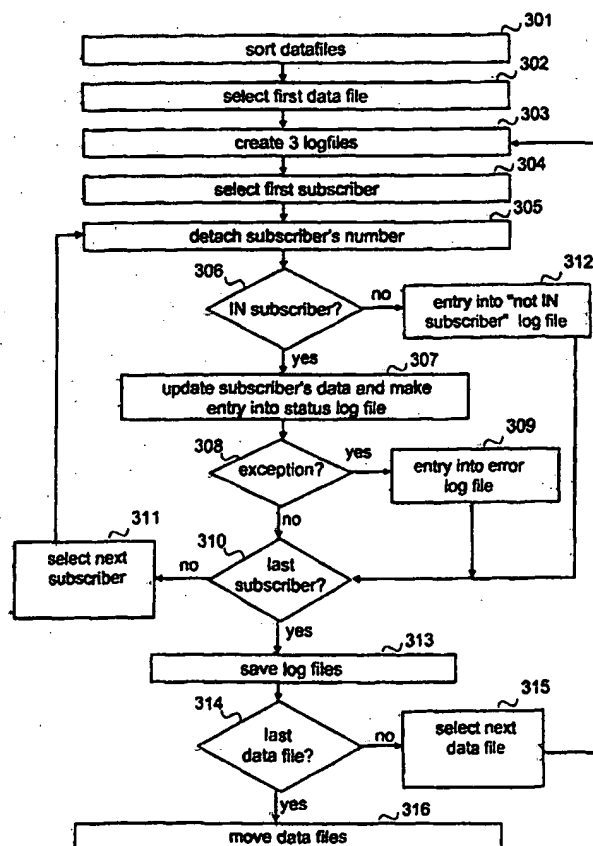 301
sort datafiles
302
select first data file
303
create 3 logfiles
304
select first subscriber
305
detach subscriber's number
306
IN subscriber?
no
312
entry into "not IN
subscriber" log file
yes
307
update subscriber's data and make
entry into status log file
308
exception?
yes
309
entry into error
log file
no
310
last
subscriber?
no
311
select next
subscriber
yes
313
save log files
314
last
data file?
no
315
select next
data file
yes
316
move data files